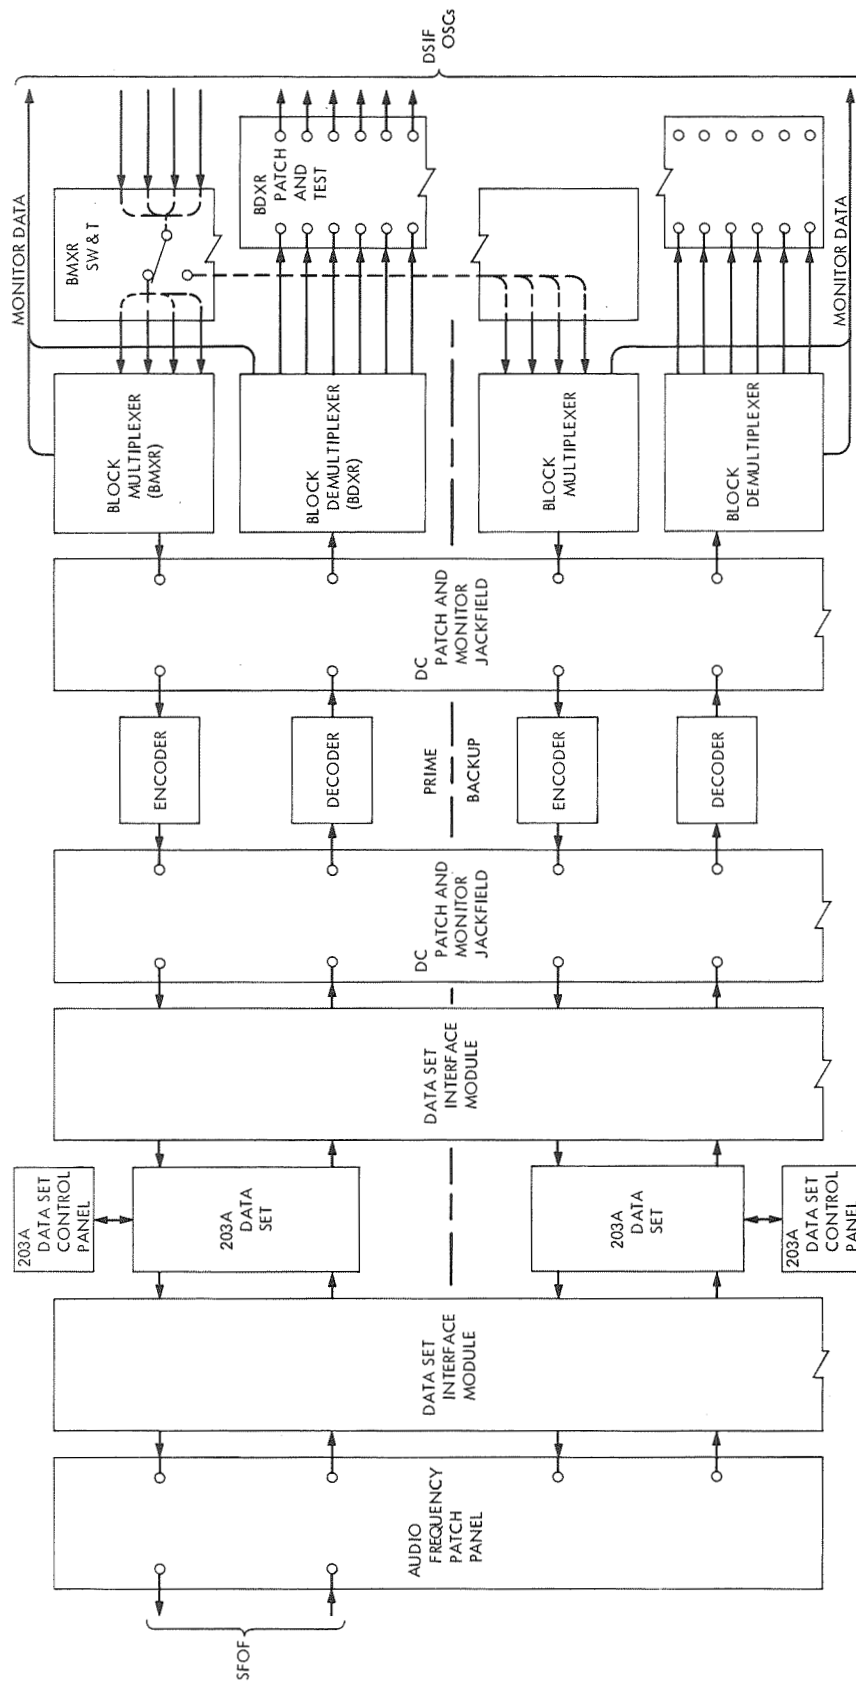 DSIF
OSCs
MONITOR DATA
BMXR
SW & T
BDXR
PATCH
AND
TEST
MONITOR DATA
BLOCK
MULTIPLEXER
(BMXR)
BLOCK
DEMULTIPLEXER
(BDXR)
BLOCK
MULTIPLEXER
BLOCK
DEMULTIPLEXER
DC
PATCH AND
MONITOR
JACKFIELD
ENCODER
DECODER
PRIME
BACKUP
ENCODER
DECODER
DC
PATCH AND
MONITOR
JACKFIELD
DATA SET
INTERFACE
MODULE
203A
DATA SET
CONTROL
PANEL
203A
DATA
SET
203A
DATA
SET
203A
DATA SET
CONTROL
PANEL
DATA SET
INTERFACE
MODULE
AUDIO
FREQUENCY
PATCH
PANEL
SFOF